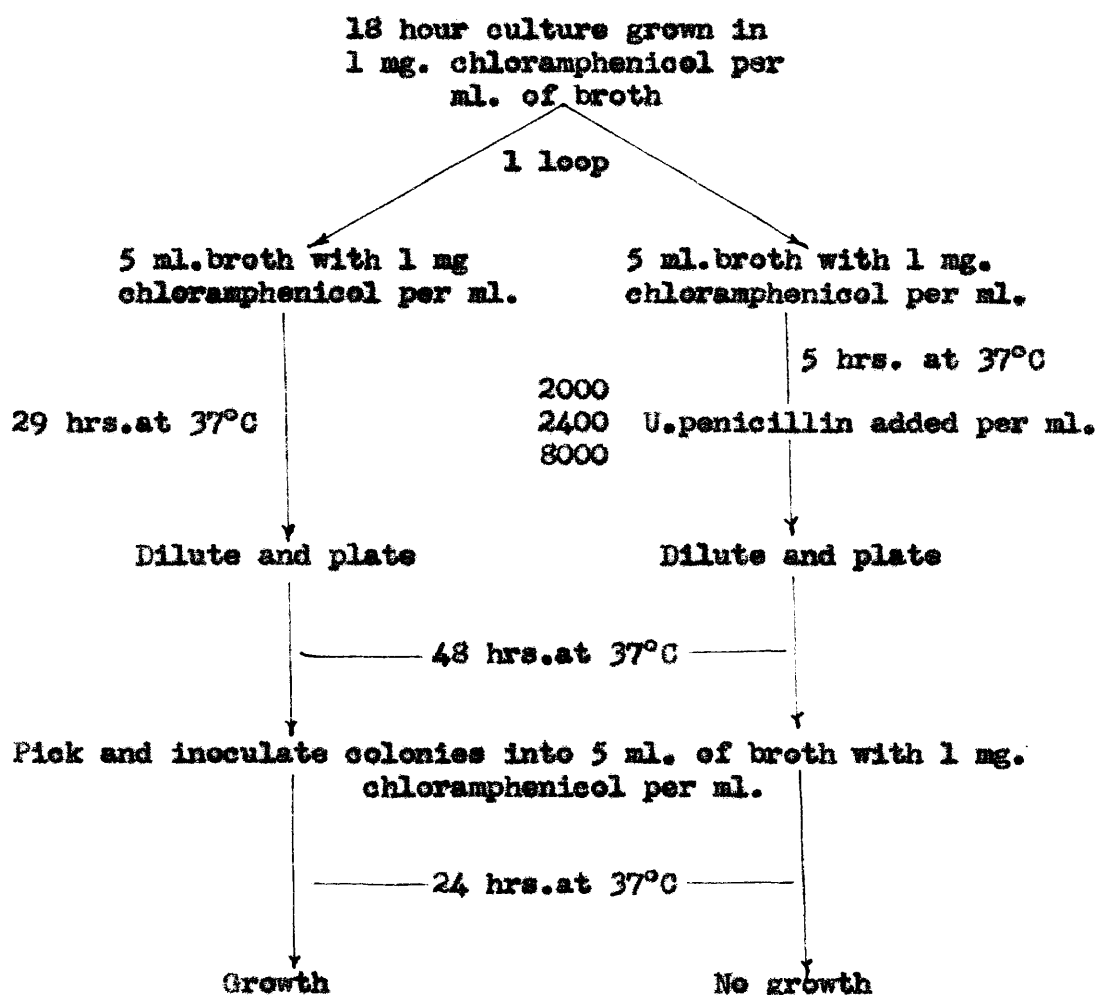 18 hour culture grown in
1 mg. chloramphenicol per
ml. of broth
1 loop
5 ml.broth with 1 mg
chloramphenicol per ml.
5 ml.broth with 1 mg.
chloramphenicol per ml.
5 hrs. at 37°C
29 hrs.at 37°C
2000
2400 U.penicillin added per ml.
8000
Dilute and plate
Dilute and plate
48 hrs.at 37°C
Pick and inoculate colonies into 5 ml. of broth with 1 mg.
chloramphenicol per ml.
24 hrs.at 37°C
Growth
No growth